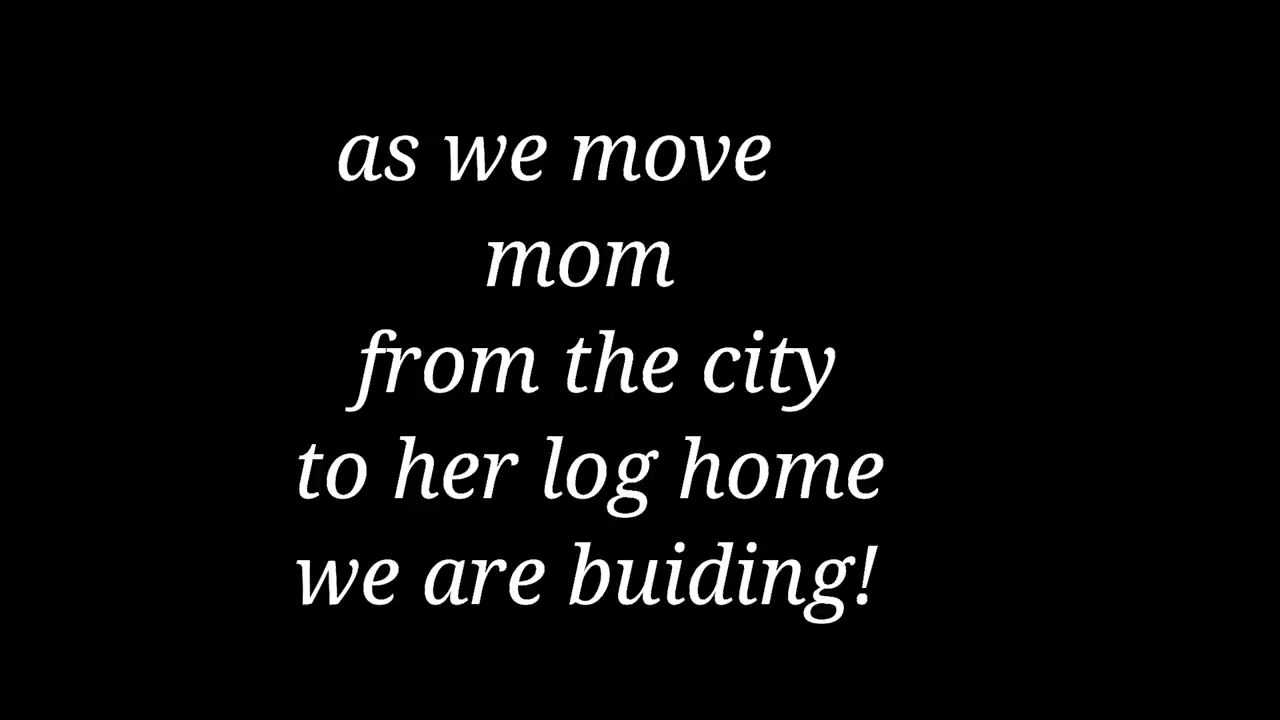 as we move
mom
from the city
to her log home
we are buiding!